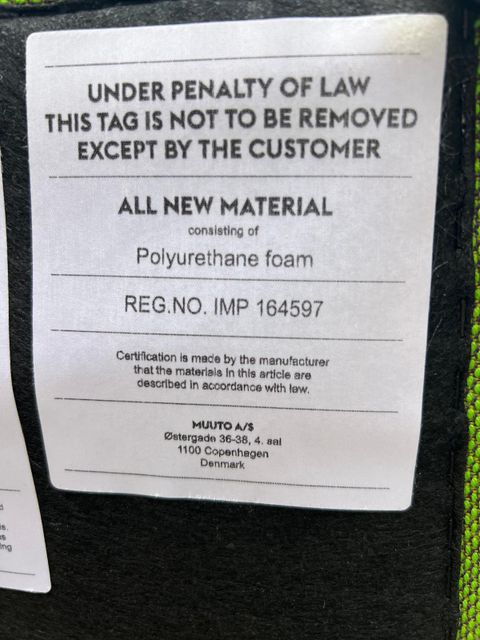 UNDER PENALTY OF LAW
THIS TAG IS NOT TO BE REMOVED
EXCEPT BY THE CUSTOMER
ALL NEW MATERIAL
consisting of
Polyurethane foam
REG.NO. IMP 164597
Certification is made by the manufacturer
that the materials in this article are
described in accordance with law.
MUUTO A/S
Østergade 36-38, 4. sal
1100 Copenhagen
Denmark